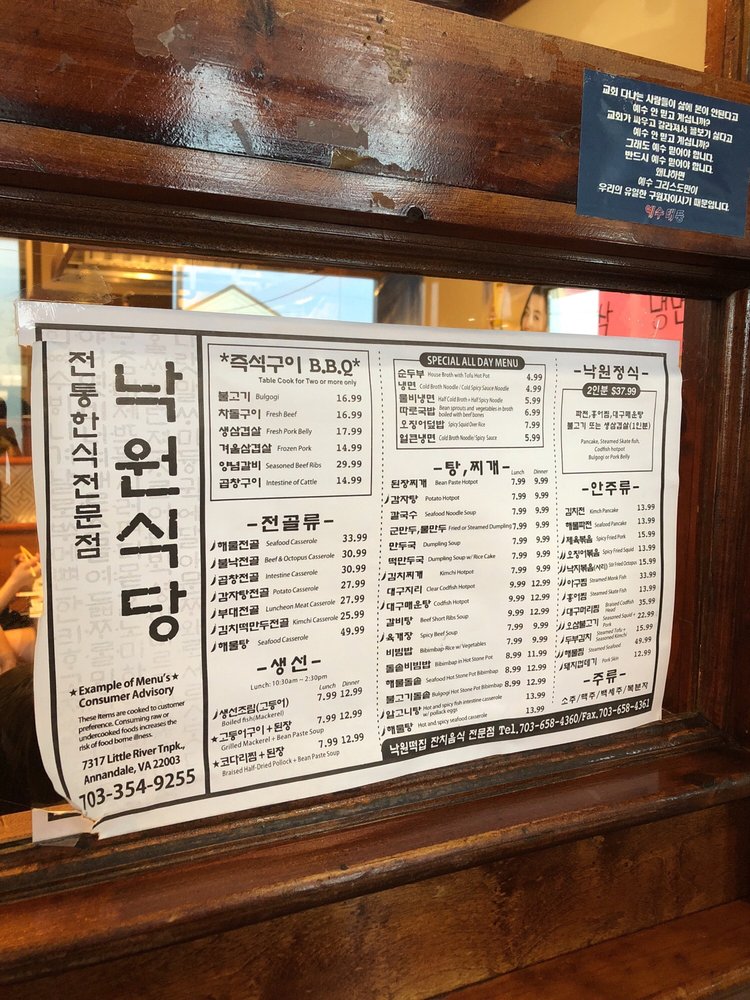 교회 다니는 사람들이 삶에 본이 안된다고
예수 안 믿고 계십니까?
교회가 싸우고 갈라져서 꼴보기 싫다고
예수 안 믿고 계십니까?
그래도 예수 믿어야 합니다.
반드시 예수 믿어야 합니다.
왜냐하면
예수 그리스도만이
우리의 유일한 구원자이시기 때문입니다.
냉면
전통한식전문점
낙원식당
★Example of Menu's★
Consumer Advisory
These items are cooked to customer
preference. Consuming raw or
undercooked foods increases the
risk of food borne illness.
7317 Little River Tnpk.,
Annandale, VA 22003
703-354-9255
*즉석구이 B.B.Q*
Table Cook for Two or more only
불고기 Bulgogi 16.99
차돌구이 Fresh Beef 16.99
생삼겹살 Fresh Pork Belly 17.99
겨울삼겹살 Frozen Pork 14.99
양념갈비 Seasoned Beef Ribs 29.99
곱창구이 Intestine of Cattle 14.99
-전골류-
해물전골 Seafood Casserole 33.99
불낙전골 Beef & Octopus Casserole 30.99
곱창전골 Intestine Casserole 30.99
감자탕전골 Potato Casserole 27.99
부대전골 Luncheon Meat Casserole 27.99
김치떡만두전골 Kimchi Casserole 25.99
해물탕 Seafood Casserole 49.99
-생선-
Lunch: 10:30am ~ 2:30pm
Lunch Dinner
생선조림(고등어) 7.99 12.99
Boiled fish(Mackerel)
★고등어구이+된장 7.99 12.99
Grilled Mackerel + Bean Paste Soup
★코다리찜+된장 7.99 12.99
Braised Half-Dried Pollock + Bean Paste Soup
SPECIAL ALL DAY MENU
순두부 House Broth with Tofu Hot Pot 4.99
냉면 Cold Broth Noodle / Cold Spicy Sauce Noodle 4.99
물비냉면 Half Cold Broth + Half Spicy Noodle 5.99
따로국밥 Bean sprouts and vegetables in broth boiled with beef bones 6.99
오징어덮밥 Spicy Squid Over Rice 7.99
얼큰냉면 Cold Broth Noodle/ Spicy Sauce 5.99
-탕,찌개-
Lunch Dinner
된장찌개 Bean Paste Hotpot 7.99 9.99
감자탕 Potato Hotpot 7.99 9.99
칼국수 Seafood Noodle Soup 7.99 9.99
군만두,물만두 Fried or Steamed Dumpling 7.99 9.99
만두국 Dumpling Soup 7.99 9.99
떡만두국 Dumpling Soup w/ Rice Cake 7.99 9.99
김치찌개 Kimchi Hotpot 7.99 9.99
대구지리 Clear Codfish Hotpot 9.99 12.99
대구매운탕 Codfish Hotpot 9.99 12.99
갈비탕 Beef Short Ribs Soup 9.99 12.99
육개장 Spicy Beef Soup 7.99 9.99
비빔밥 Bibimbap Rice w/ Vegetables 7.99 9.99
돌솥비빔밥 Bibimbap in Hot Stone Pot 8.99 11.99
해물돌솥 Seafood Hot Stone Pot Bibimbap 8.99 12.99
불고기돌솥 Bulgogi Hot Stone Pot Bibimbap 8.99 12.99
알고니탕 Hot and spicy fish intestine casserole w/ pollack eggs 13.99
해물탕 Hot and spicy seafood casserole 13.99
-낙원정식-
2인분 $37.99
파전,홍어찜,대구매운탕
불고기 또는 생삼겹살(1인분)
Pancake, Steamed Skate Fish,
Codfish hotpot
Bulgogi or Pork Belly
-안주류-
김치전 Kimchi Pancake 13.99
해물파전 Seafood Pancake 13.99
제육볶음 Spicy Fried Pork 15.99
오징어볶음 Spicy Fried Squid 13.99
낙지볶음(사리) Stir Fried Octopus 15.99
아구찜 Steamed Monk Fish 33.99
홍어찜 Steamed Skate Fish 13.99
대구머리찜 Braised Codfish Head 35.99
오삼불고기 Seasoned Squid + Pork 22.99
두부김치 Steamed Tofu + Seasoned Kimchi 15.99
해물찜 Steamed Seafood 49.99
돼지껍데기 Pork Skin 12.99
-주류-
소주/맥주/백세주/복분자
낙원떡집 잔치음식 전문점 Tel.703-658-4360/Fax.703-658-4361